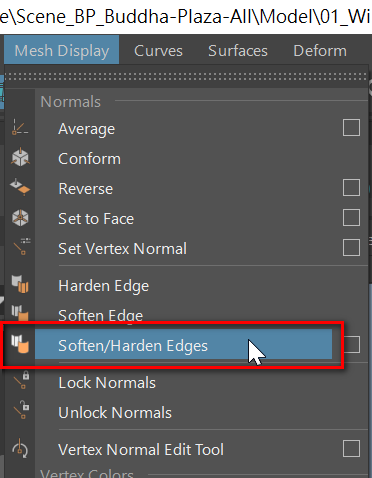 e\Scene_BP_Buddha-Plaza-All\Model\01_Wi
Mesh Display Curves Surfaces Deform
Normals
Average
Conform
Reverse
Set to Face
Set Vertex Normal
Harden Edge
Soften Edge
Soften/Harden Edges
Lock Normals
Unlock Normals
Vertex Normal Edit Tool
Vertex Colors